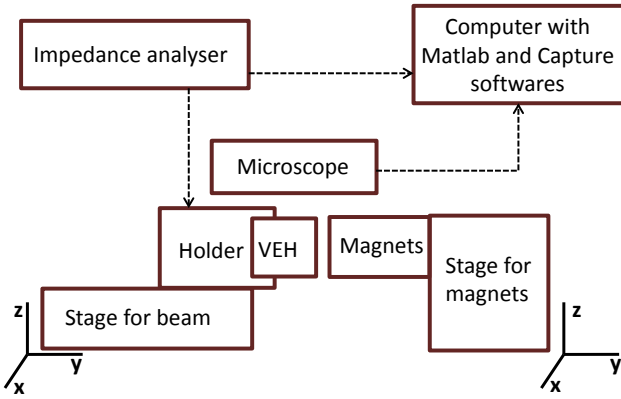 Impedance analyser
Computer with
Matlab and Capture
softwares
Microscope
Holder
VEH
Magnets
Stage for
magnets
Stage for beam
z
y
x
z
y
x